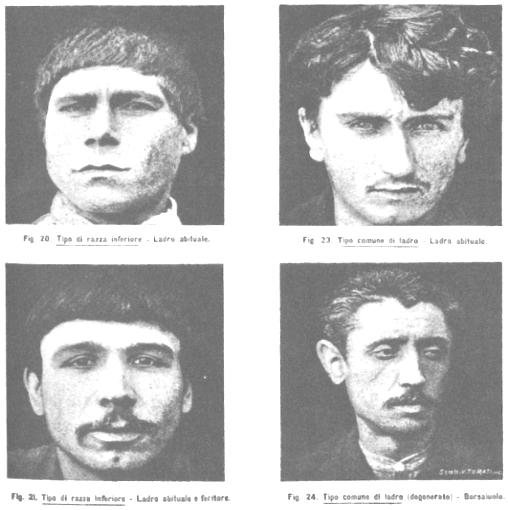 Fig 20. Tipo di razza inferiore - Ladro abituale.
Fig 23. Tipo comune di ladro - Ladro abituale.
Fig. 21. Tipo di razza inferiore - Ladro abituale e feritore.
Fig. 24. Tipo comune di ladro (degenerato) - Borsaiuolo.